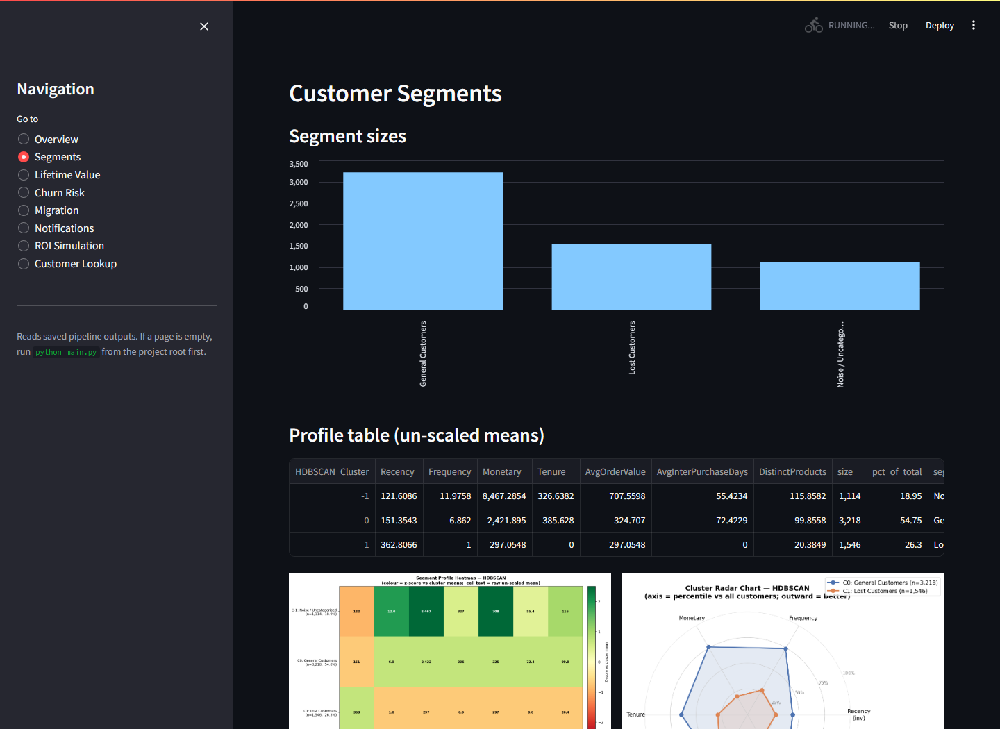 RUNNING...
Stop
Deploy
Navigation
Go to
Overview
Segments
Lifetime Value
Churn Risk
Migration
Notifications
ROI Simulation
Customer Lookup
Reads saved pipeline outputs. If a page is empty,
run python main.py from the project root first.
Customer Segments
Segment sizes
3,500
3,000
2,500
2,000
1,500
1,000
500
0
General Customers
Lost Customers
Noise / Uncatego...
Profile table (un-scaled means)
HDBSCAN_Cluster Recency Frequency Monetary Tenure AvgOrderValue AvgInterPurchaseDays DistinctProducts size pct_of_total seg
-1 121.6086 11.9758 8,467.2854 326.6382 707.5598 55.4234 115.8582 1,114 18.95 No
0 151.3543 6.862 2,421.895 385.628 324.707 72.4229 99.8558 3,218 54.75 Ge
1 362.8066 1 297.0548 0 297.0548 0 20.3849 1,546 26.3 Lo
Segment Profile Heatmap — HDBSCAN
(colour = z-score vs cluster means; cell text = raw un-scaled mean)
C-1: Noise / Uncategorised
(n=1,114, 18.9%)
122 12.0 8,467 327 708 55.4 116
C0: General Customers
(n=3,218, 54.8%)
151 6.9 2,422 386 325 72.4 99.9
C1: Lost Customers
(n=1,546, 26.3%)
363 1.0 297 0.0 297 0.0 20.4
2
1
0
−1
−2
Z-score vs cluster mean
C0: General Customers (n=3,218)
C1: Lost Customers (n=1,546)
Cluster Radar Chart — HDBSCAN
(axis = percentile vs all customers; outward = better)
Monetary
Frequency
100%
75%
50%
25%
Tenure
Recency
(inv)